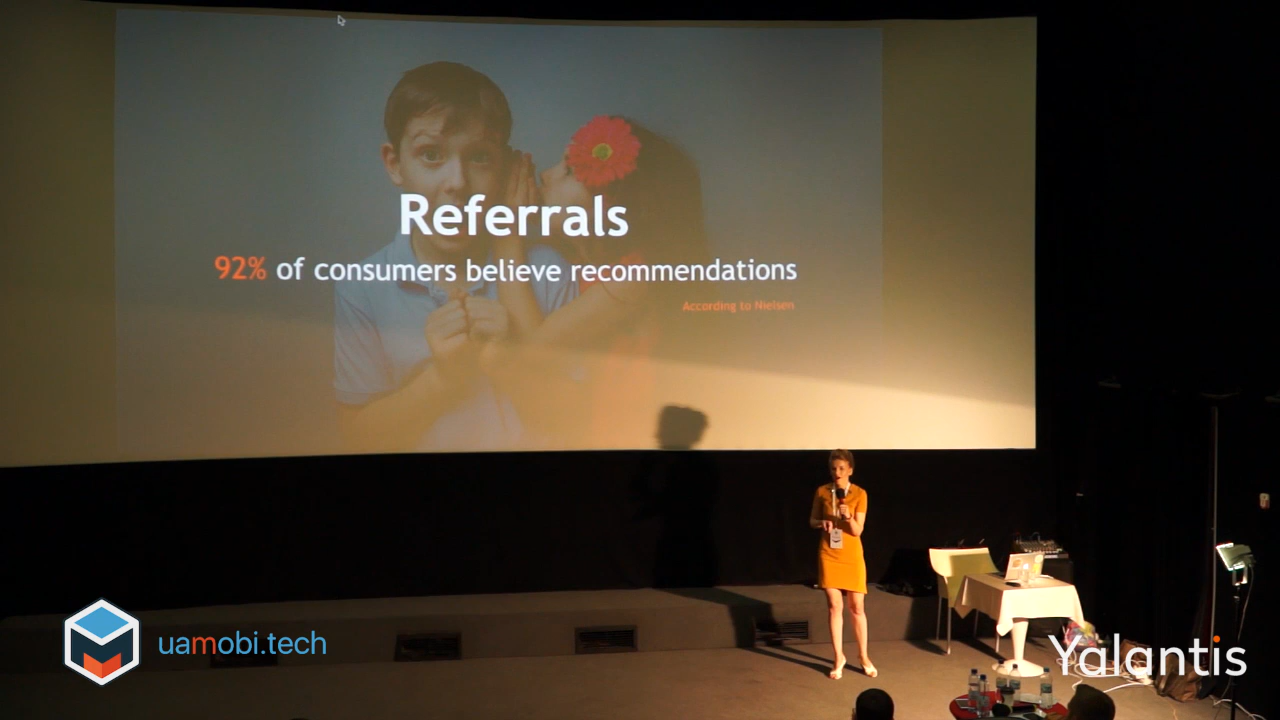 Referrals
92% of consumers believe recommendations
According to Nielsen
uamobi.tech
Yalantis